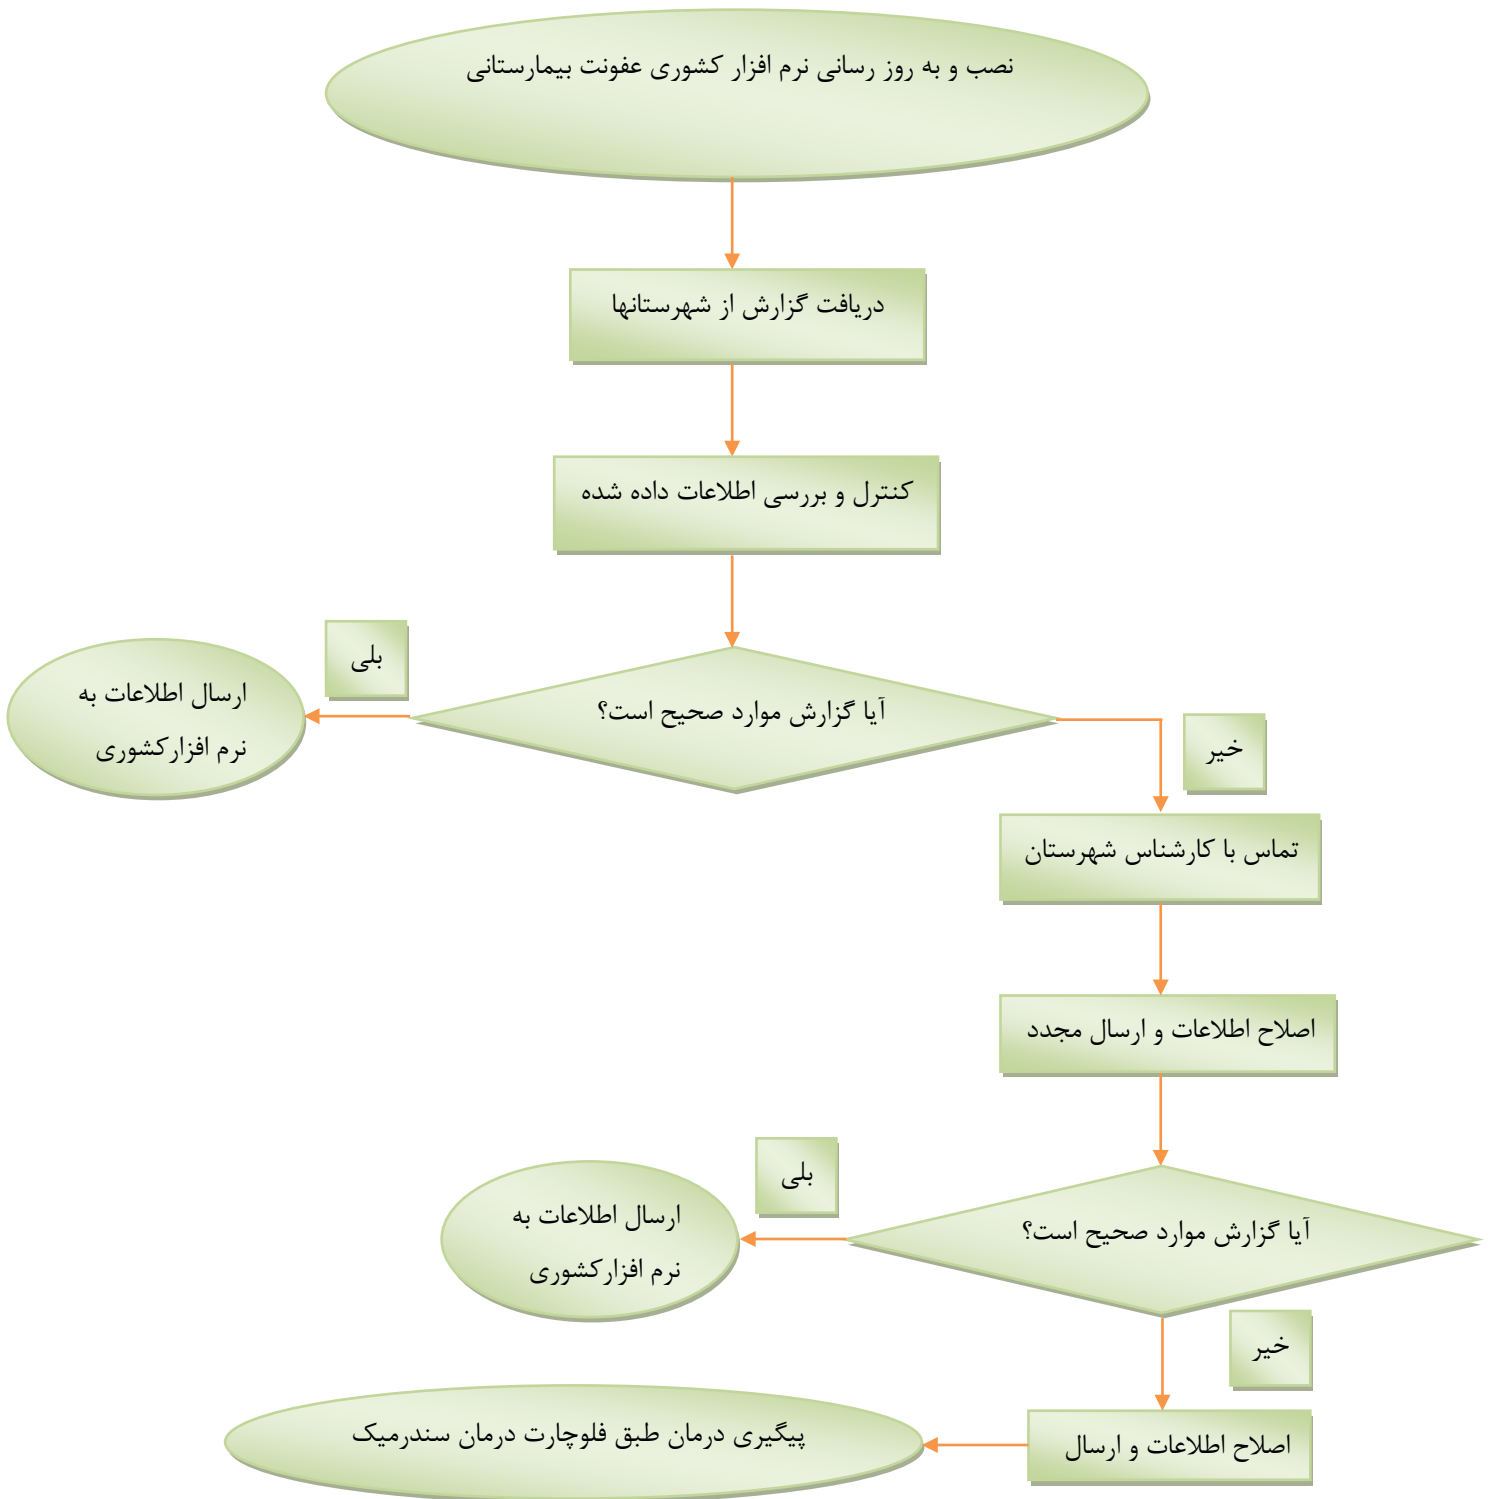 نصب و به روز رسانی نرم افزار کشوری عفونت بیمارستانی
دریافت گزارش از شهرستانها
کنترل و بررسی اطلاعات داده شده
آیا گزارش موارد صحیح است؟
بلی
ارسال اطلاعات به
نرم افزارکشوری
خیر
تماس با کارشناس شهرستان
اصلاح اطلاعات و ارسال مجدد
آیا گزارش موارد صحیح است؟
بلی
ارسال اطلاعات به
نرم افزارکشوری
خیر
اصلاح اطلاعات و ارسال
پیگیری درمان طبق فلوچارت درمان سندرمیک